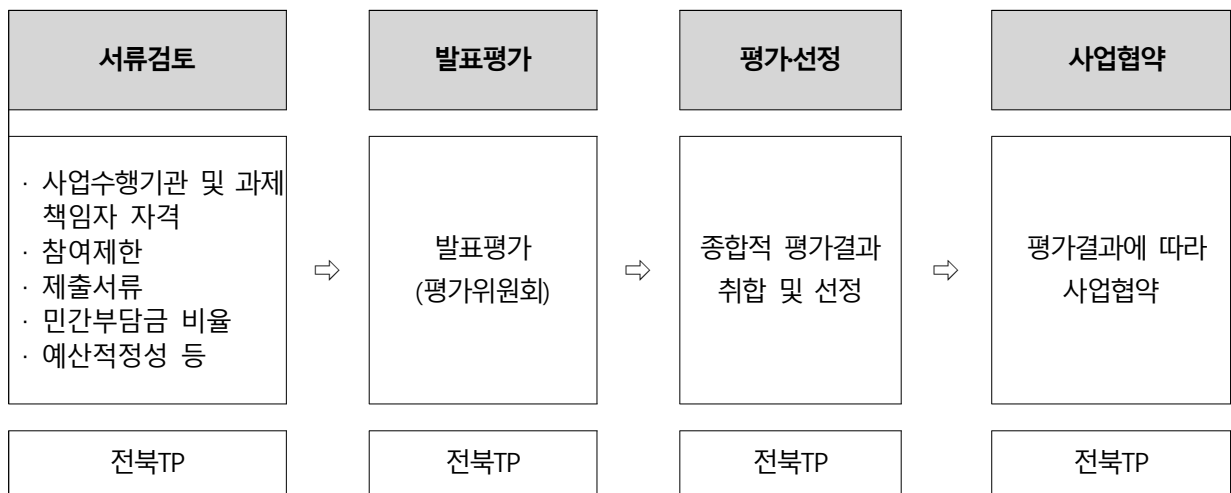 서류검토
발표평가
평가·선정
사업협약
· 사업수행기관 및 과제
책임자 자격
· 참여제한
· 제출서류
· 민간부담금 비율
· 예산적정성 등
⇨
발표평가
(평가위원회)
⇨
종합적 평가결과
취합 및 선정
⇨
평가결과에 따라
사업협약
전북TP
전북TP
전북TP
전북TP